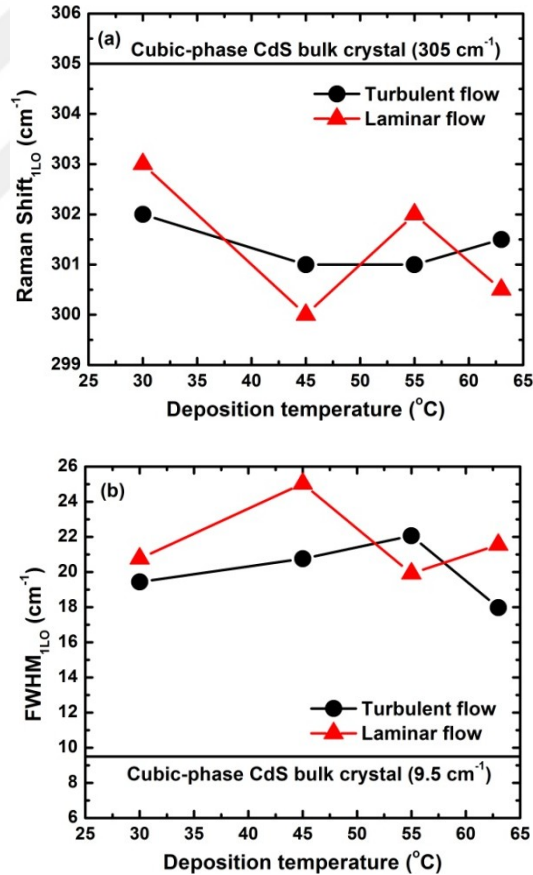 306
(a)
Cubic-phase CdS bulk crystal (305 cm-1)
305
Turbulent flow
304
Laminar flow
303
302
301
300
299
Raman Shift1LO (cm-1)
25 30 35 40 45 50 55 60 65
Deposition temperature (oC)
26
(b)
24
22
20
18
16
14
Turbulent flow
12
Laminar flow
10
Cubic-phase CdS bulk crystal (9.5 cm-1)
8
6
FWHM1LO (cm-1)
25 30 35 40 45 50 55 60 65
Deposition temperature (oC)